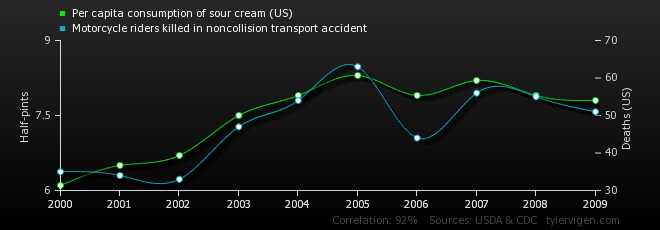 Per capita consumption of sour cream (US)
Motorcycle riders killed in noncollision transport accident
9
7.5
6
Half-pints
70
60
50
40
30
Deaths (US)
2000 2001 2002 2003 2004 2005 2006 2007 2008 2009
Correlation: 92% Sources: USDA & CDC tylervigen.com